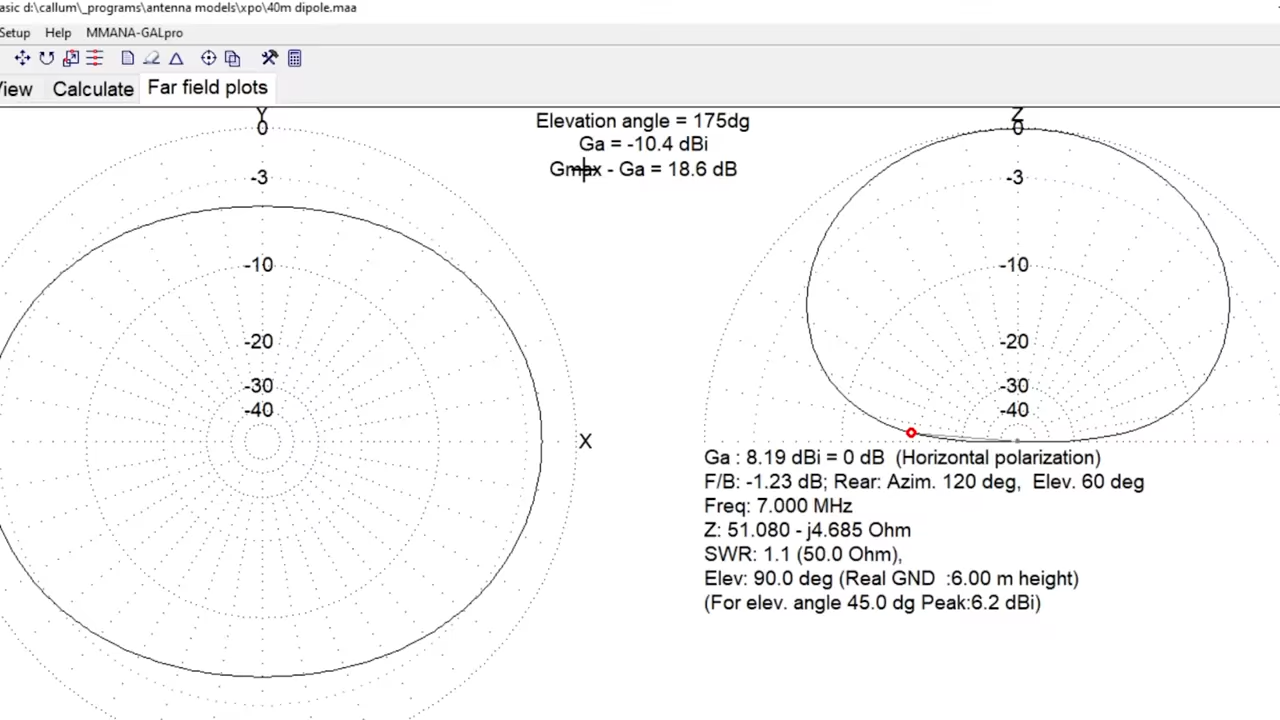 asic d:\callum\_programs\antenna models\xpo\40m dipole.maa
Setup Help MMANA-GALpro
iew Calculate Far field plots
Y
0
-3
-10
-20
-30
-40
X
Elevation angle = 175dg
Ga = -10.4 dBi
Gmax - Ga = 18.6 dB
Z
0
-3
-10
-20
-30
-40
Ga : 8.19 dBi = 0 dB (Horizontal polarization)
F/B: -1.23 dB; Rear: Azim. 120 deg, Elev. 60 deg
Freq: 7.000 MHz
Z: 51.080 - j4.685 Ohm
SWR: 1.1 (50.0 Ohm),
Elev: 90.0 deg (Real GND :6.00 m height)
(For elev. angle 45.0 dg Peak:6.2 dBi)